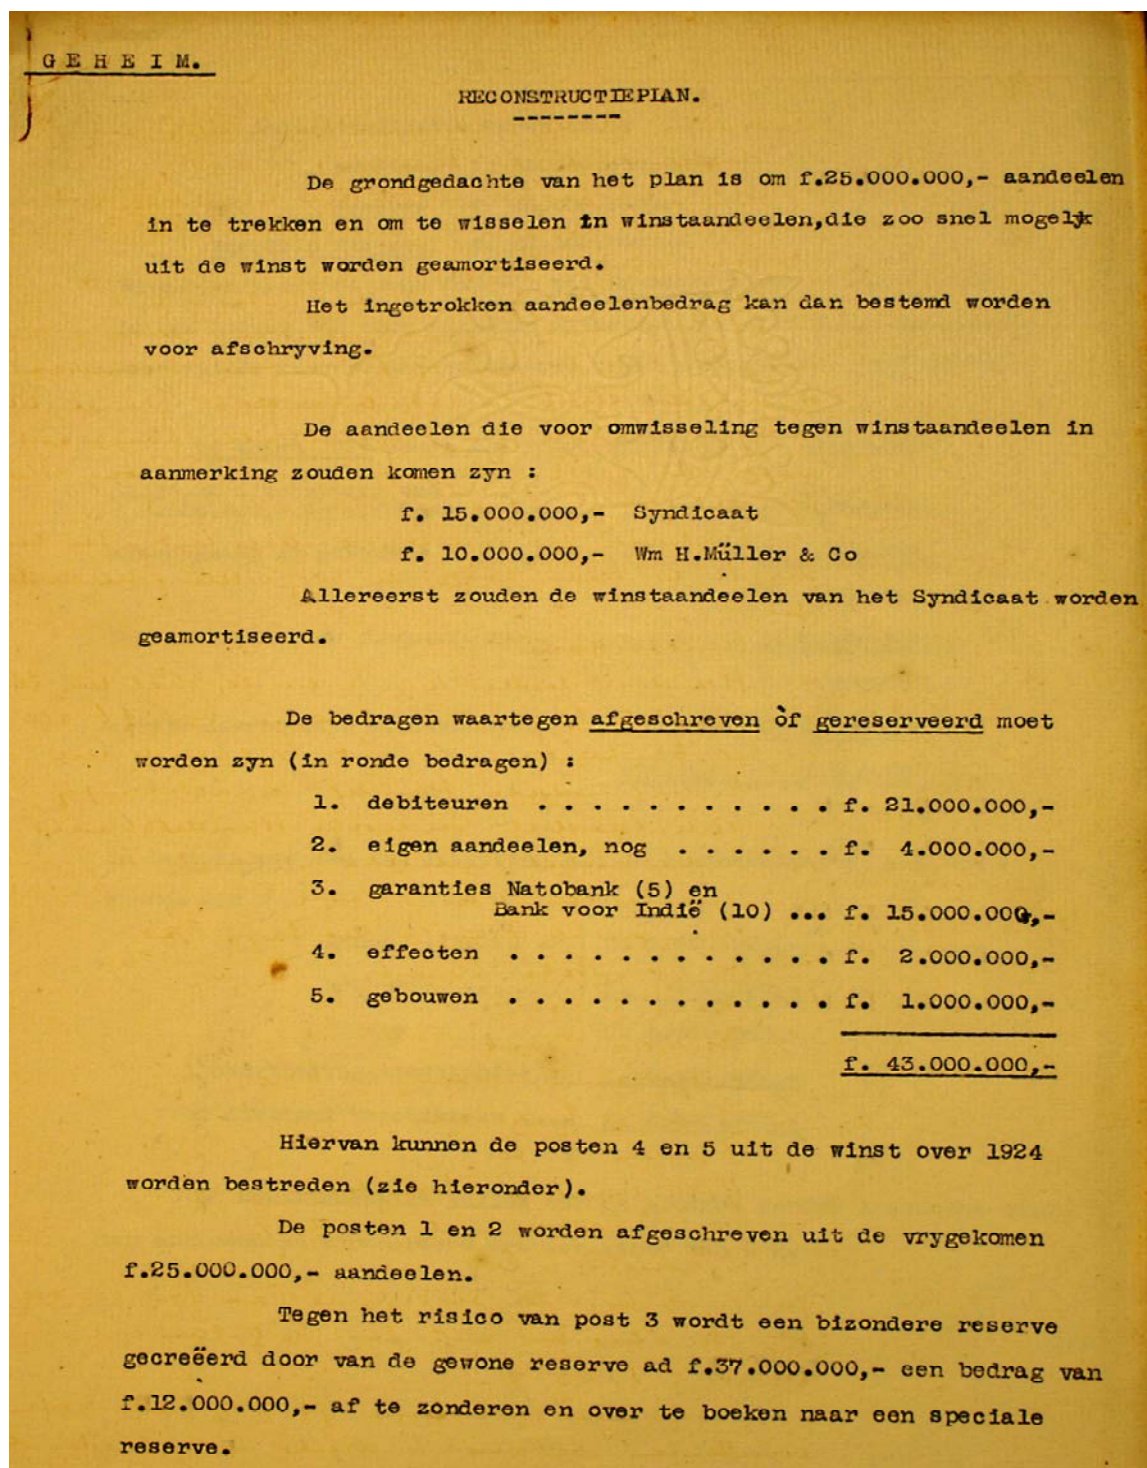 GEHEIM.
RECONSTRUCTIEPLAN.
De grondgedachte van het plan is om f.25.000.000,- aandeelen
in te trekken en om te wisselen in winstaandeelen,die zoo snel mogelijk
uit de winst worden geamortiseerd.
Het ingetrokken aandeelenbedrag kan dan bestemd worden
voor afschryving.
De aandeelen die voor omwisseling tegen winstaandeelen in
aanmerking zouden komen zyn :
f. 15.000.000,- Syndicaat
f. 10.000.000,- Wm H.Müller & Co
Allereerst zouden de winstaandeelen van het Syndicaat worden
geamortiseerd.
De bedragen waartegen afgeschreven òf gereserveerd moet
worden zyn (in ronde bedragen) :
1. debiteuren . . . . . . . . . . . f. 21.000.000,-
2. eigen aandeelen, nog . . . . . . f. 4.000.000,-
3. garanties Natobank (5) en
Bank voor Indië (10) ... f. 15.000.000,-
4. effecten . . . . . . . . . . . . f. 2.000.000,-
5. gebouwen . . . . . . . . . . . . f. 1.000.000,-
f. 43.000.000,-
Hiervan kunnen de posten 4 en 5 uit de winst over 1924
worden bestreden (zie hieronder).
De posten 1 en 2 worden afgeschreven uit de vrygekomen
f.25.000.000,- aandeelen.
Tegen het risico van post 3 wordt een bizondere reserve
gecreëerd door van de gewone reserve ad f.37.000.000,- een bedrag van
f.12.000.000,- af te zonderen en over te boeken naar een speciale
reserve.